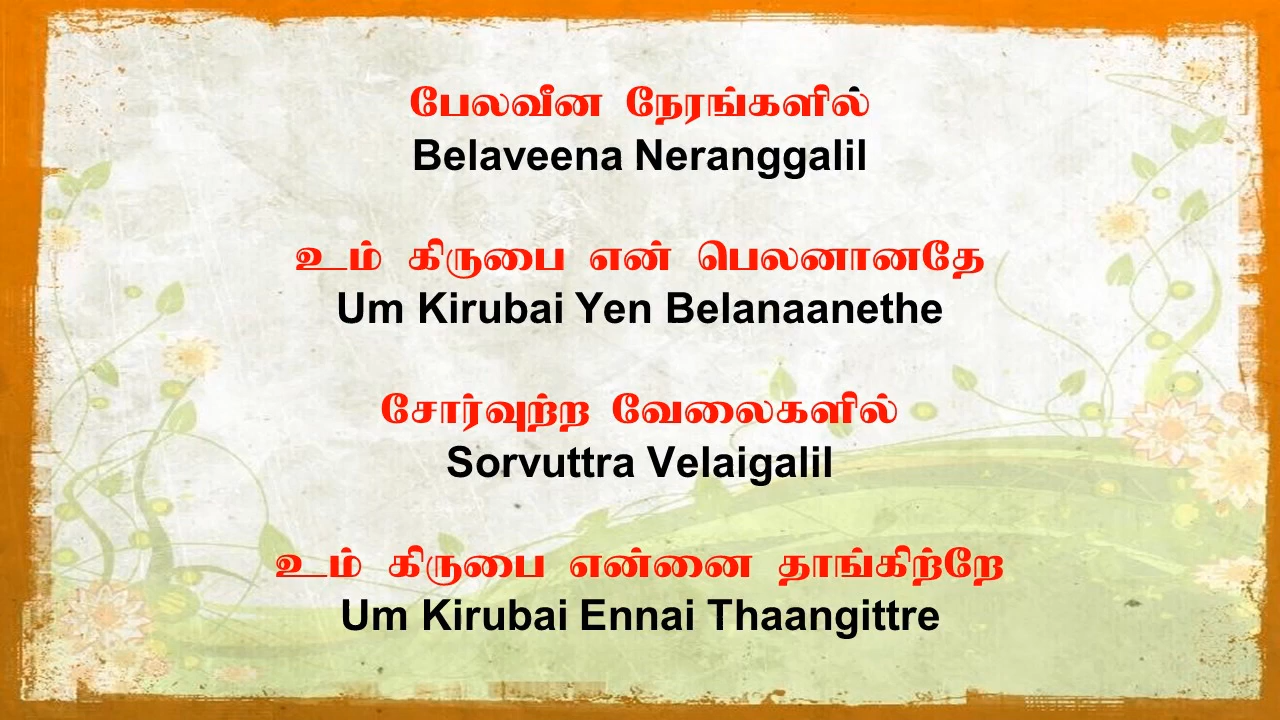 பேலவீன நேரங்களில்
Belaveena Neranggalil
உம் கிருபை என் பெலனானதே
Um Kirubai Yen Belanaanethe
சோர்வுற்ற வேலைகளில்
Sorvuttra Velaigalil
உம் கிருபை என்னை தாங்கிற்றே
Um Kirubai Ennai Thaangittre